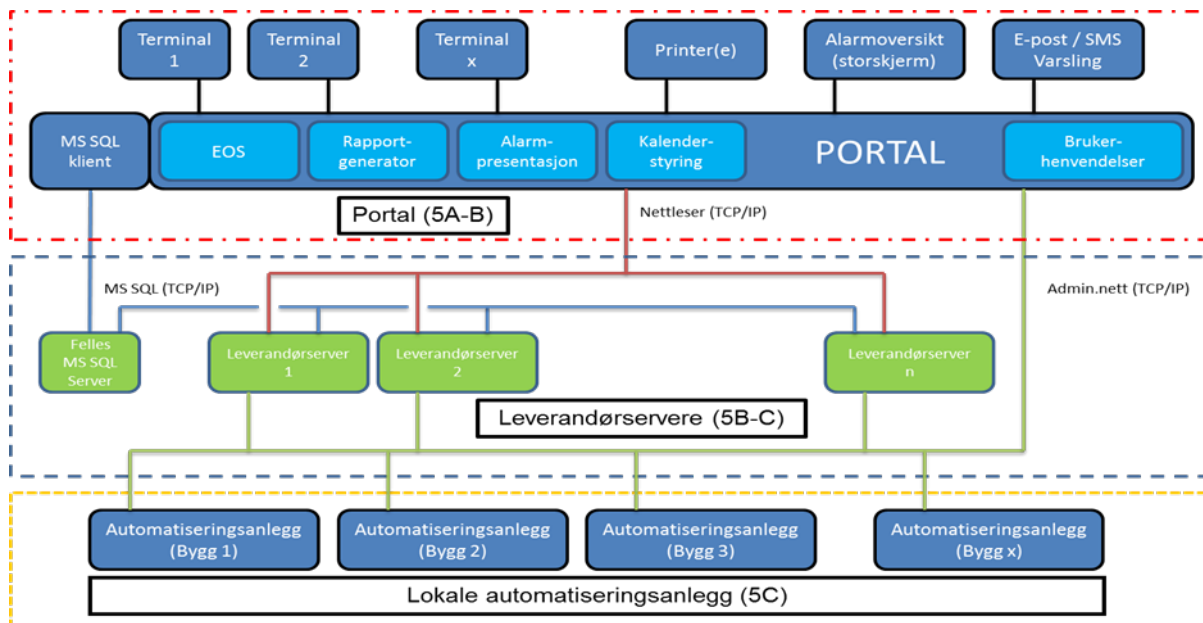 Terminal
1
Terminal
2
Terminal
x
Printer(e)
Alarmoversikt
(storskjerm)
E-post / SMS
Varsling
MS SQL
klient
EOS
Rapport-
generator
Alarm-
presentasjon
Kalender-
styring
PORTAL
Bruker-
henvendelser
Portal (5A-B)
Nettleser (TCP/IP)
MS SQL (TCP/IP)
Admin.nett (TCP/IP)
Felles
MS SQL
Server
Leverandørserver
1
Leverandørserver
2
Leverandørserver
n
Leverandørservere (5B-C)
Automatiseringsanlegg
(Bygg 1)
Automatiseringsanlegg
(Bygg 2)
Automatiseringsanlegg
(Bygg 3)
Automatiseringsanlegg
(Bygg x)
Lokale automatiseringsanlegg (5C)